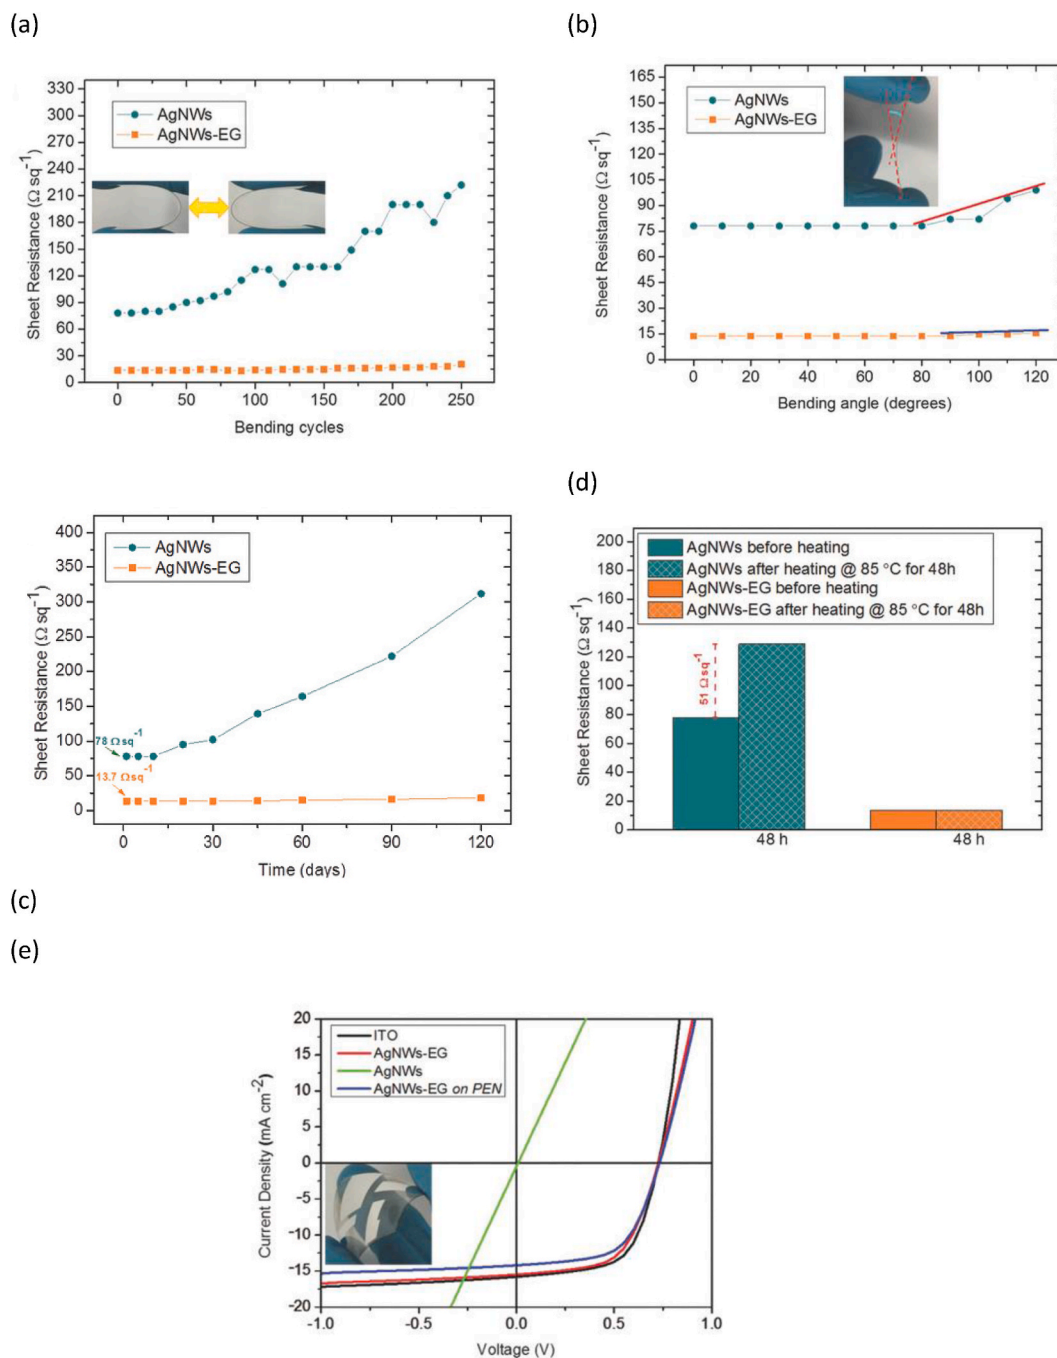 (a)
330
300
270
240
210
180
150
120
90
60
30
0
Sheet Resistance (Ω sq⁻¹)
AgNWs
AgNWs-EG
0 50 100 150 200 250
Bending cycles
(b)
165
150
135
120
105
90
75
60
45
30
15
0
Sheet Resistance (Ω sq⁻¹)
AgNWs
AgNWs-EG
0 10 20 30 40 50 60 70 80 90 100 110 120
Bending angle (degrees)
400
350
300
250
200
150
100
50
0
Sheet Resistance (Ω sq⁻¹)
AgNWs
AgNWs-EG
78 Ω sq⁻¹
13.7 Ω sq⁻¹
0 30 60 90 120
Time (days)
(d)
200
180
160
140
120
100
80
60
40
20
0
Sheet Resistance (Ω sq⁻¹)
AgNWs before heating
AgNWs after heating @ 85 °C for 48h
AgNWs-EG before heating
AgNWs-EG after heating @ 85 °C for 48h
51 Ω sq⁻¹
48 h 48 h
(c)
(e)
20
15
10
5
0
-5
-10
-15
-20
Current Density (mA cm⁻²)
ITO
AgNWs-EG
AgNWs
AgNWs-EG on PEN
-1.0 -0.5 0.0 0.5 1.0
Voltage (V)